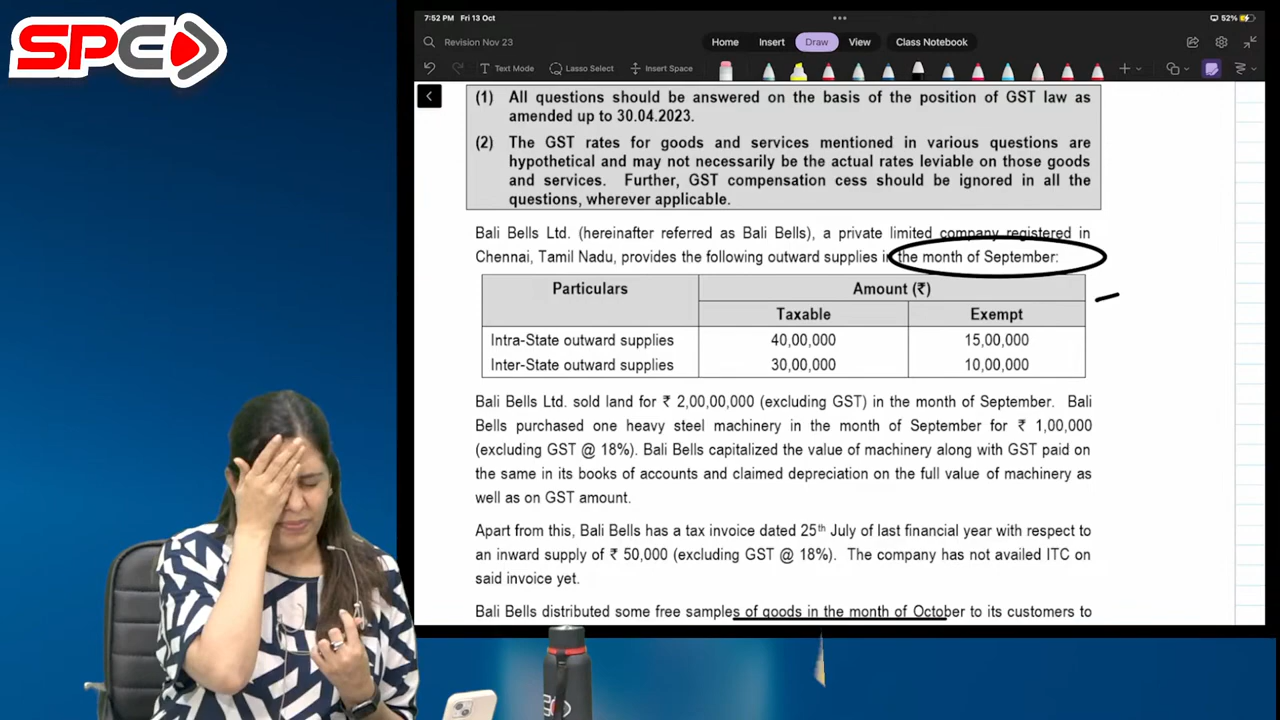 SPC
7:52 PM Fri 13 Oct
52%
Revision Nov 23
Home Insert Draw View Class Notebook
Text Mode Lasso Select Insert Space
(1) All questions should be answered on the basis of the position of GST law as
amended up to 30.04.2023.
(2) The GST rates for goods and services mentioned in various questions are
hypothetical and may not necessarily be the actual rates leviable on those goods
and services. Further, GST compensation cess should be ignored in all the
questions, wherever applicable.
Bali Bells Ltd. (hereinafter referred as Bali Bells), a private limited company registered in
Chennai, Tamil Nadu, provides the following outward supplies in the month of September:
Particulars Amount (₹)
Taxable Exempt
Intra-State outward supplies 40,00,000 15,00,000
Inter-State outward supplies 30,00,000 10,00,000
Bali Bells Ltd. sold land for ₹ 2,00,00,000 (excluding GST) in the month of September. Bali
Bells purchased one heavy steel machinery in the month of September for ₹ 1,00,000
(excluding GST @ 18%). Bali Bells capitalized the value of machinery along with GST paid on
the same in its books of accounts and claimed depreciation on the full value of machinery as
well as on GST amount.
Apart from this, Bali Bells has a tax invoice dated 25th July of last financial year with respect to
an inward supply of ₹ 50,000 (excluding GST @ 18%). The company has not availed ITC on
said invoice yet.
Bali Bells distributed some free samples of goods in the month of October to its customers to